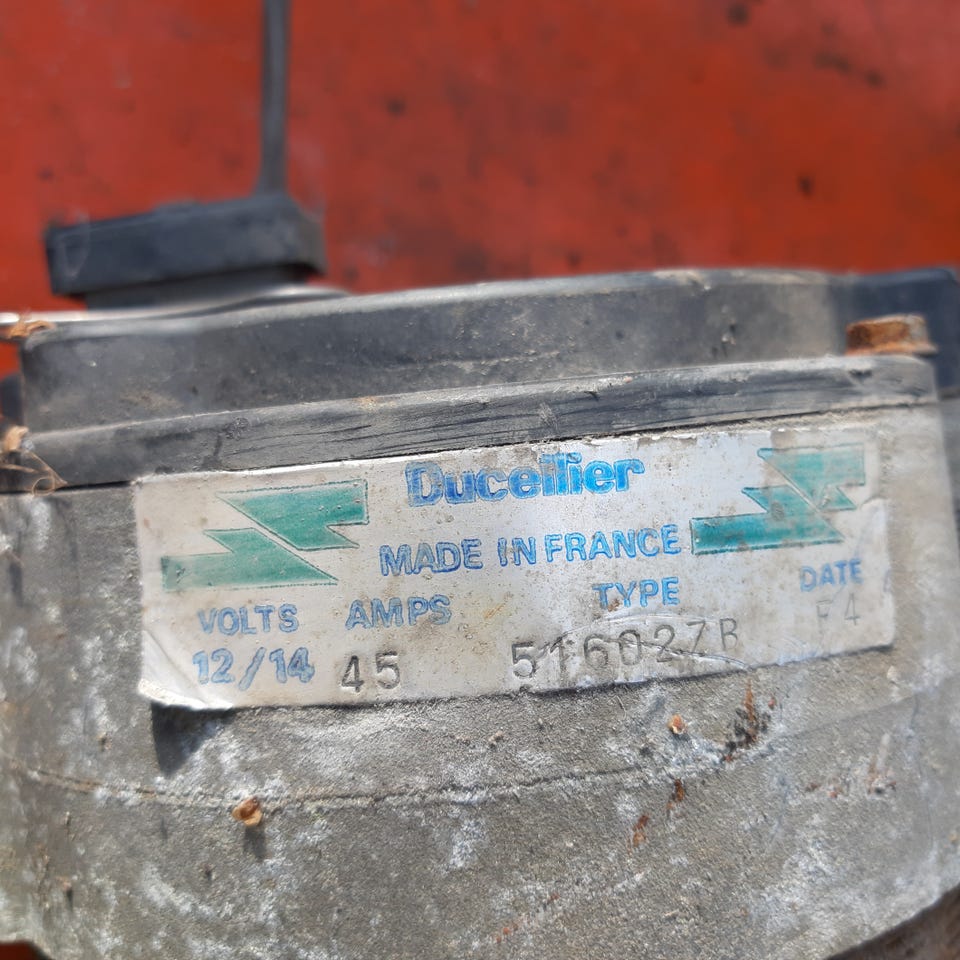 Ducellier
MADE IN FRANCE
VOLTS AMPS TYPE DATE
12/14 45 516027B F4